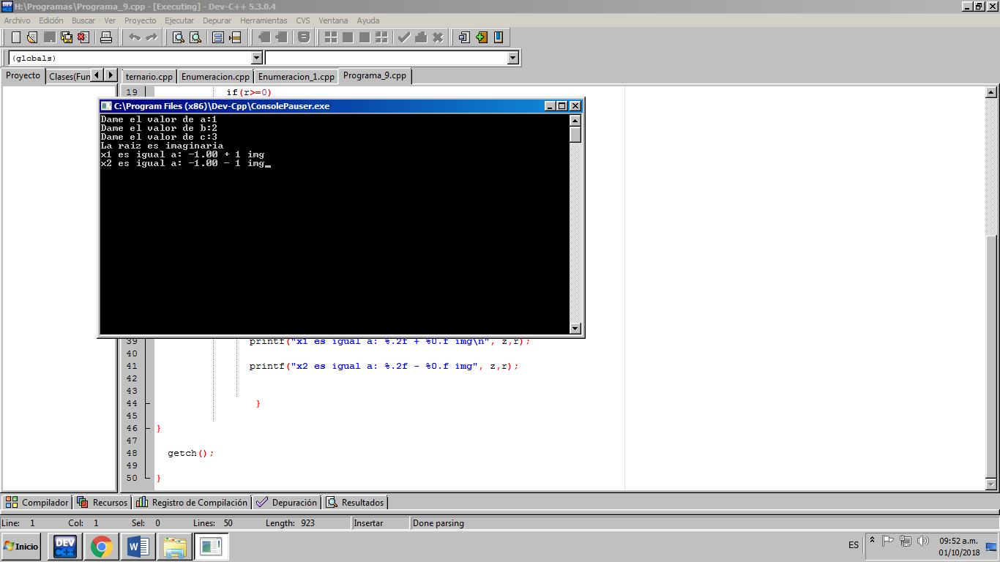 H:\Programas\Programa_9.cpp - [Executing] - Dev-C++ 5.3.0.4
Archivo Edición Buscar Ver Proyecto Ejecutar Depurar Herramientas CVS Ventana Ayuda
(globals)
Proyecto Clases(Fun ternario.cpp Enumeracion.cpp Enumeracion_1.cpp Programa_9.cpp
19 if(r>=0)
C:\Program Files (x86)\Dev-Cpp\ConsolePauser.exe
Dame el valor de a:1
Dame el valor de b:2
Dame el valor de c:3
La raiz es imaginaria
x1 es igual a: -1.00 + 1 img
x2 es igual a: -1.00 - 1 img_
39 printf("x1 es igual a: %.2f + %0.f img\n", z,r);
40
41 printf("x2 es igual a: %.2f - %0.f img", z,r);
42
43
44 }
45
46 }
47
48 getch();
49
50 }
Compilador Recursos Registro de Compilación Depuración Resultados
Line: 1 Col: 1 Sel: 0 Lines: 50 Length: 923 Insertar Done parsing
Inicio DEV C++ W ES 09:52 a.m.
01/10/2018